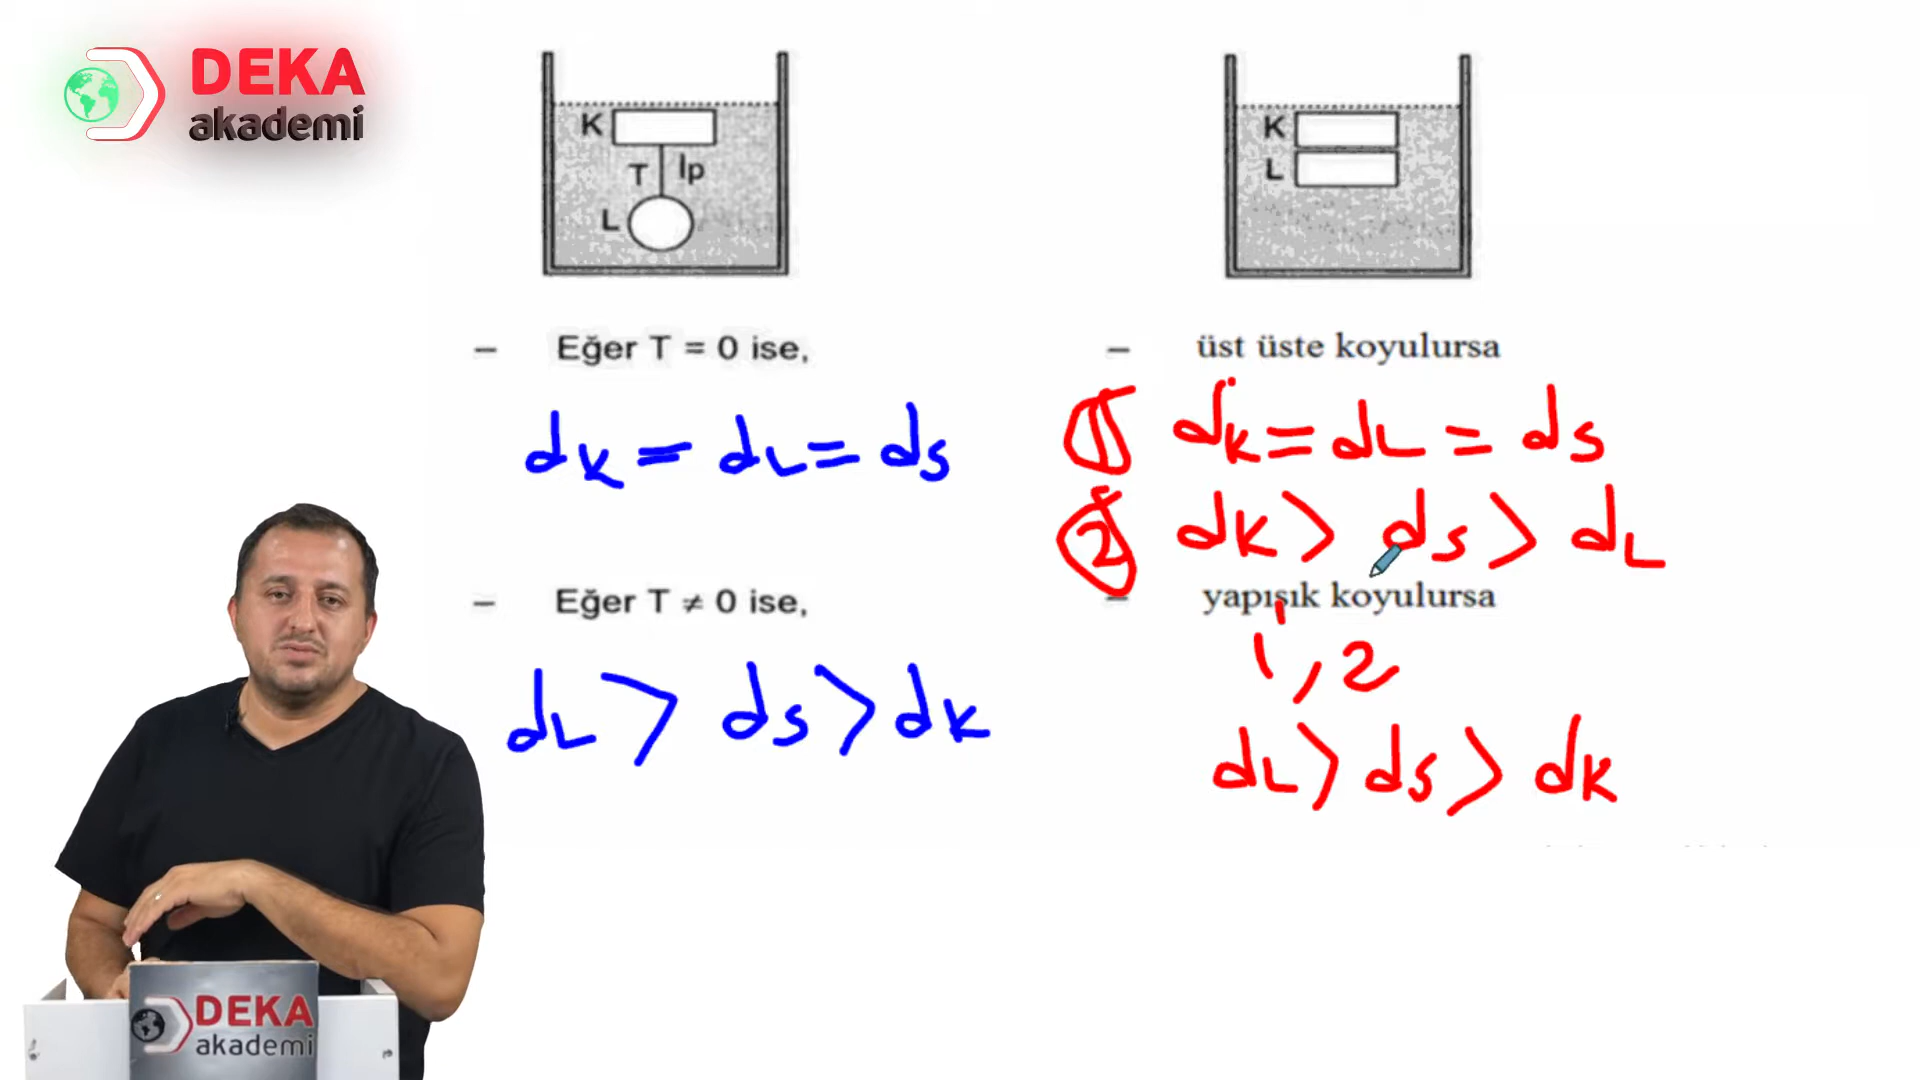 DEKA
akademi
K
T
Ip
L
K
L
– Eğer T = 0 ise,
dK = dL = dS
– Eğer T ≠ 0 ise,
dL > dS > dK
– üst üste koyulursa
① dK = dL = dS
② dK > dS > dL
– yapışık koyulursa
1, 2
dL > dS > dK
DEKA
akademi